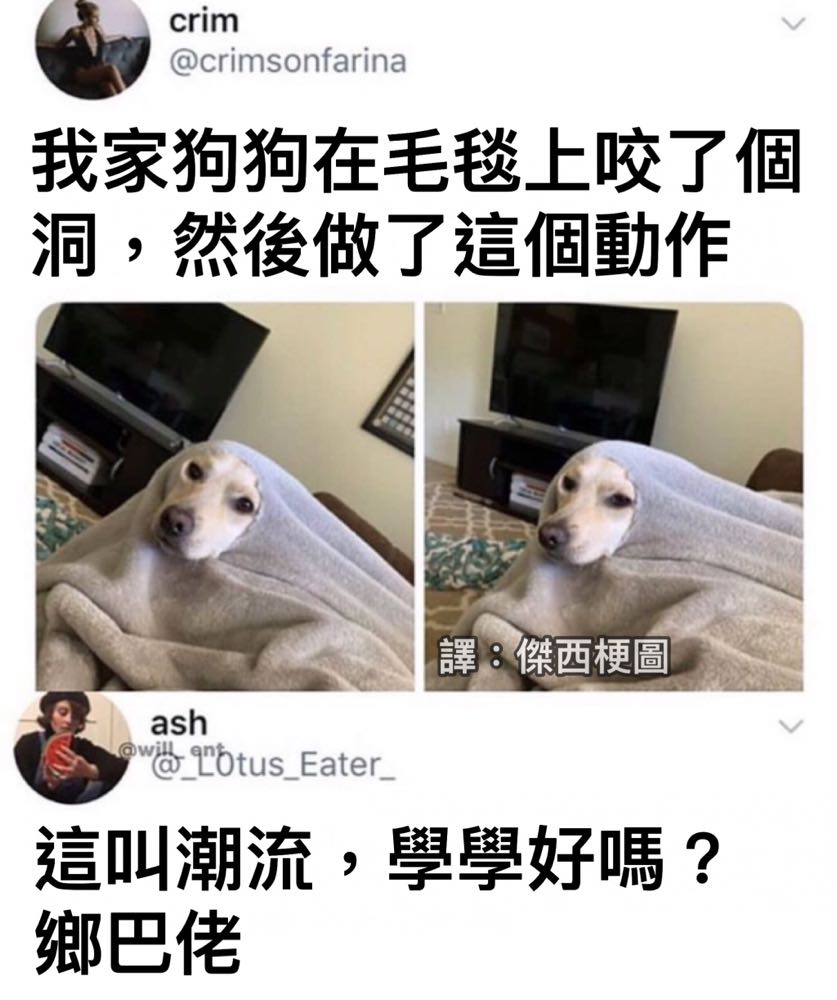 crim
@crimsonfarina
我家狗狗在毛毯上咬了個
洞，然後做了這個動作
譯：傑西梗圖
ash
@will_ent
@_L0tus_Eater_
這叫潮流，學學好嗎？
鄉巴佬